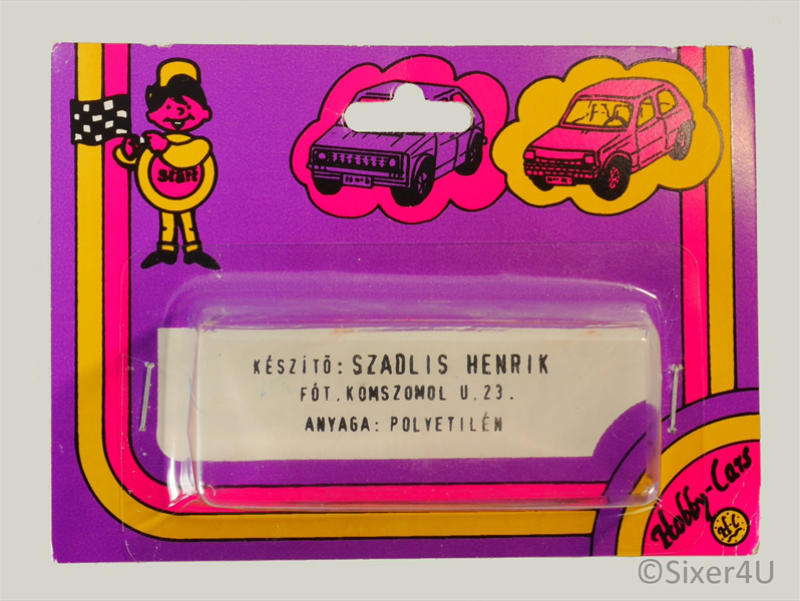 start
KÉSZÍTŐ: SZADLIS HENRIK
FÓT, KOMSZOMOL U. 23.
ANYAGA: POLYETILÉN
Hobby-Cars
©Sixer4U